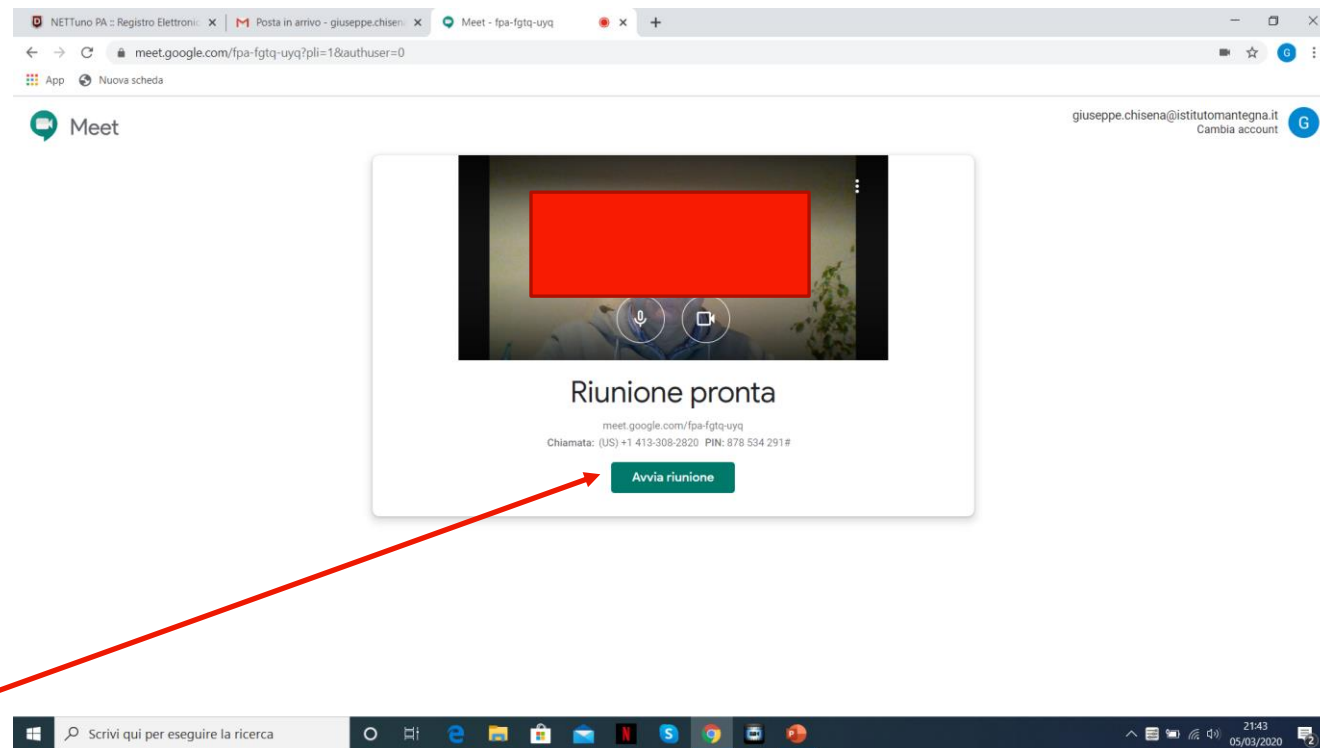 NETTuno PA :: Registro Elettronic
Posta in arrivo - giuseppe.chisen
Meet - fpa-fgtq-uyq
meet.google.com/fpa-fgtq-uyq?pli=1&authuser=0
G
App
Nuova scheda
Meet
giuseppe.chisena@istitutomantegna.it
Cambia account
G
Riunione pronta
meet.google.com/fpa-fgtq-uyq
Chiamata: (US) +1 413-308-2820 PIN: 878 534 291#
Avvia riunione
Scrivi qui per eseguire la ricerca
21:43
05/03/2020
2